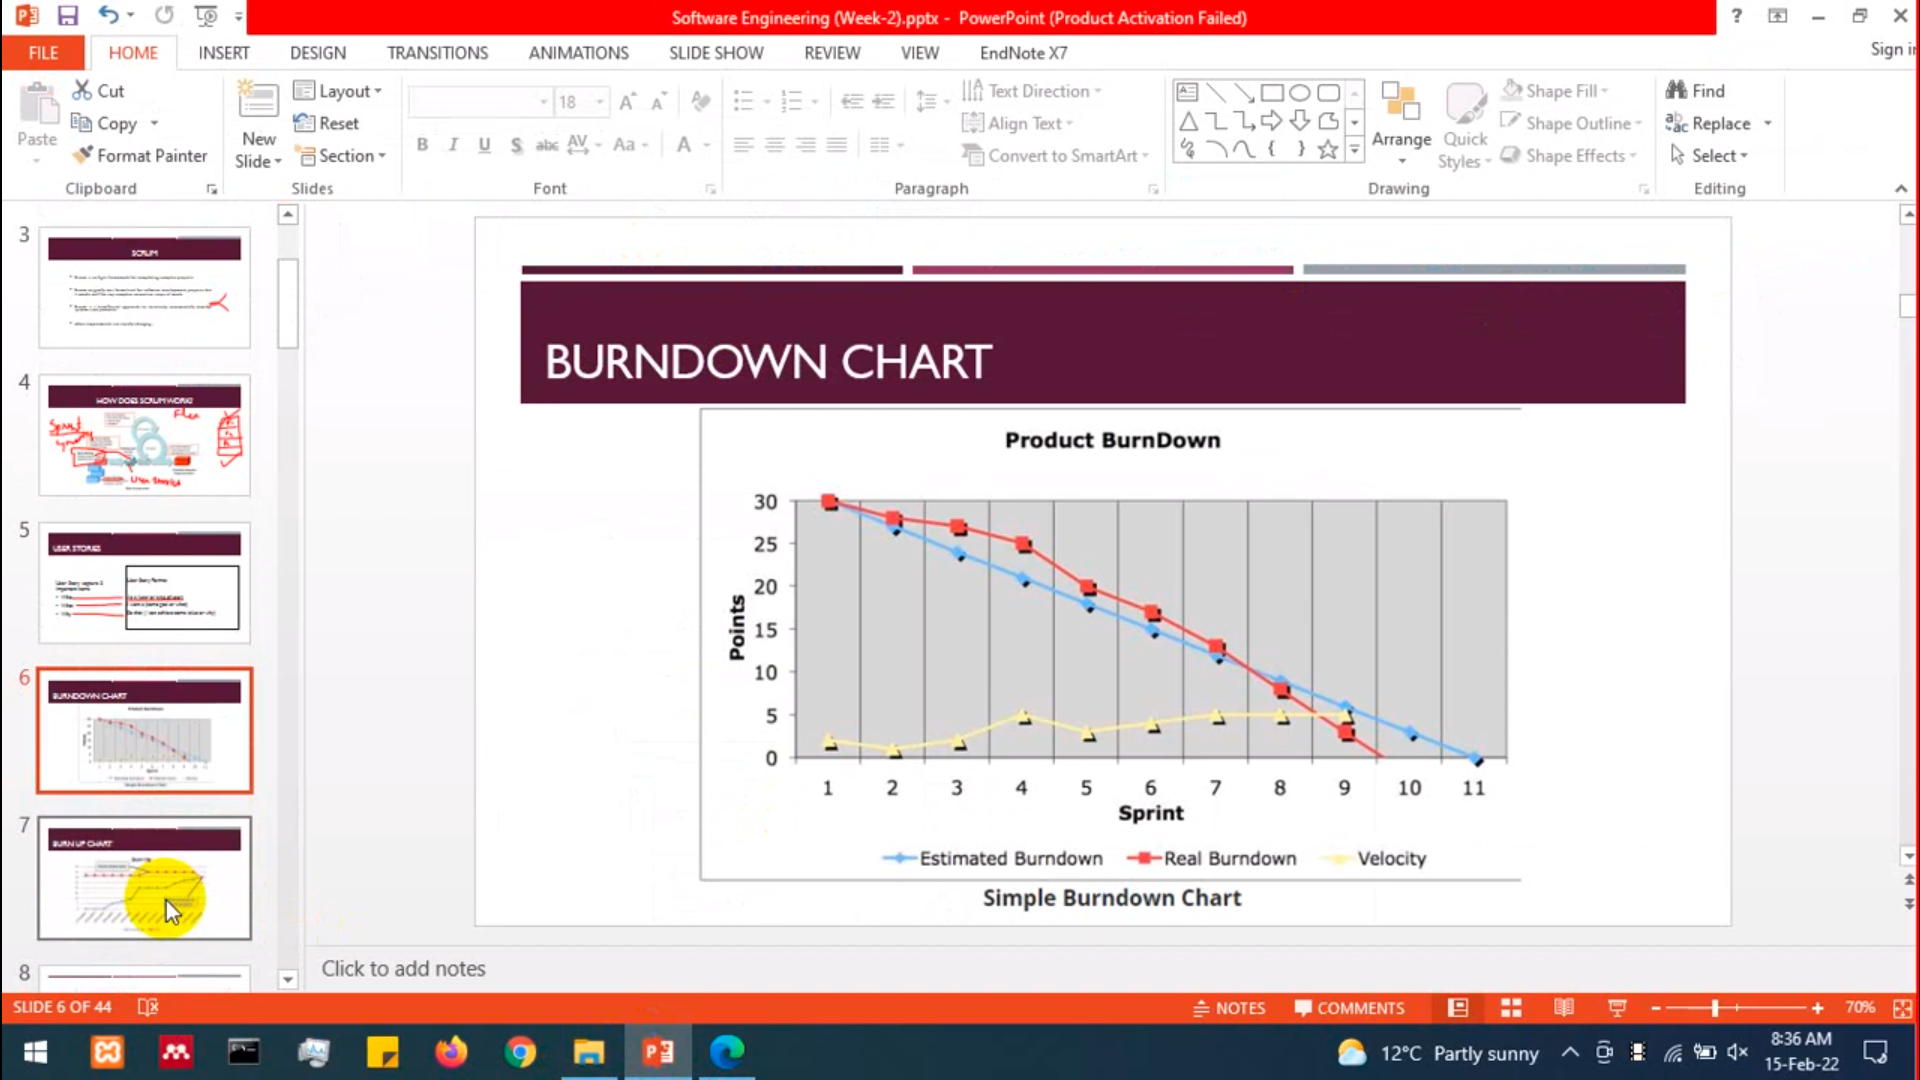 Software Engineering (Week-2).pptx - PowerPoint (Product Activation Failed)
?
FILE HOME INSERT DESIGN TRANSITIONS ANIMATIONS SLIDE SHOW REVIEW VIEW EndNote X7 Sign in
Paste
Cut
Copy
Format Painter
Clipboard
New
Slide
Layout
Reset
Section
Slides
18
B I U S abc AV Aa A
Font
Text Direction
Align Text
Convert to SmartArt
Paragraph
Arrange
Quick
Styles
Shape Fill
Shape Outline
Shape Effects
Drawing
Find
Replace
Select
Editing
3
SCRUM
4
HOW DOES SCRUM WORK?
5
USER STORIES
6
BURNDOWN CHART
7
BURN UP CHART
8
BURNDOWN CHART
Product BurnDown
30
25
20
15
10
5
0
Points
1 2 3 4 5 6 7 8 9 10 11
Sprint
Estimated Burndown Real Burndown Velocity
Simple Burndown Chart
Click to add notes
SLIDE 6 OF 44 NOTES COMMENTS 70%
12°C Partly sunny
8:36 AM
15-Feb-22